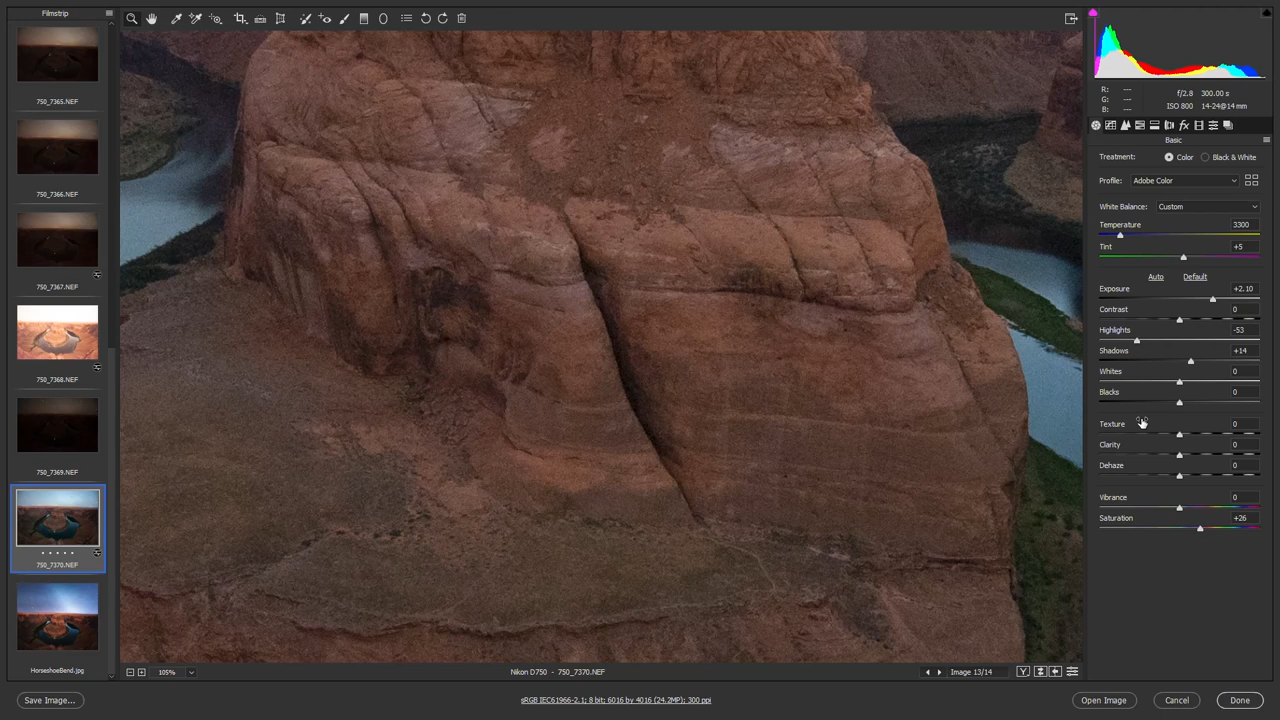 Filmstrip
750_7365.NEF
750_7366.NEF
750_7367.NEF
750_7368.NEF
750_7369.NEF
750_7370.NEF
HorseshoeBend.jpg
105%
Nikon D750 - 750_7370.NEF
Image 13/14
Y
Save Image...
sRGB IEC61966-2.1; 8 bit; 6016 by 4016 (24.2MP); 300 ppi
Open Image
Cancel
Done
R: ---
G: ---
B: ---
f/2.8 300.00 s
ISO 800 14-24@14 mm
fx
Basic
Treatment: Color Black & White
Profile: Adobe Color
White Balance: Custom
Temperature 3300
Tint +5
Auto Default
Exposure +2.10
Contrast 0
Highlights -53
Shadows +14
Whites 0
Blacks 0
Texture 0
Clarity 0
Dehaze 0
Vibrance 0
Saturation +26